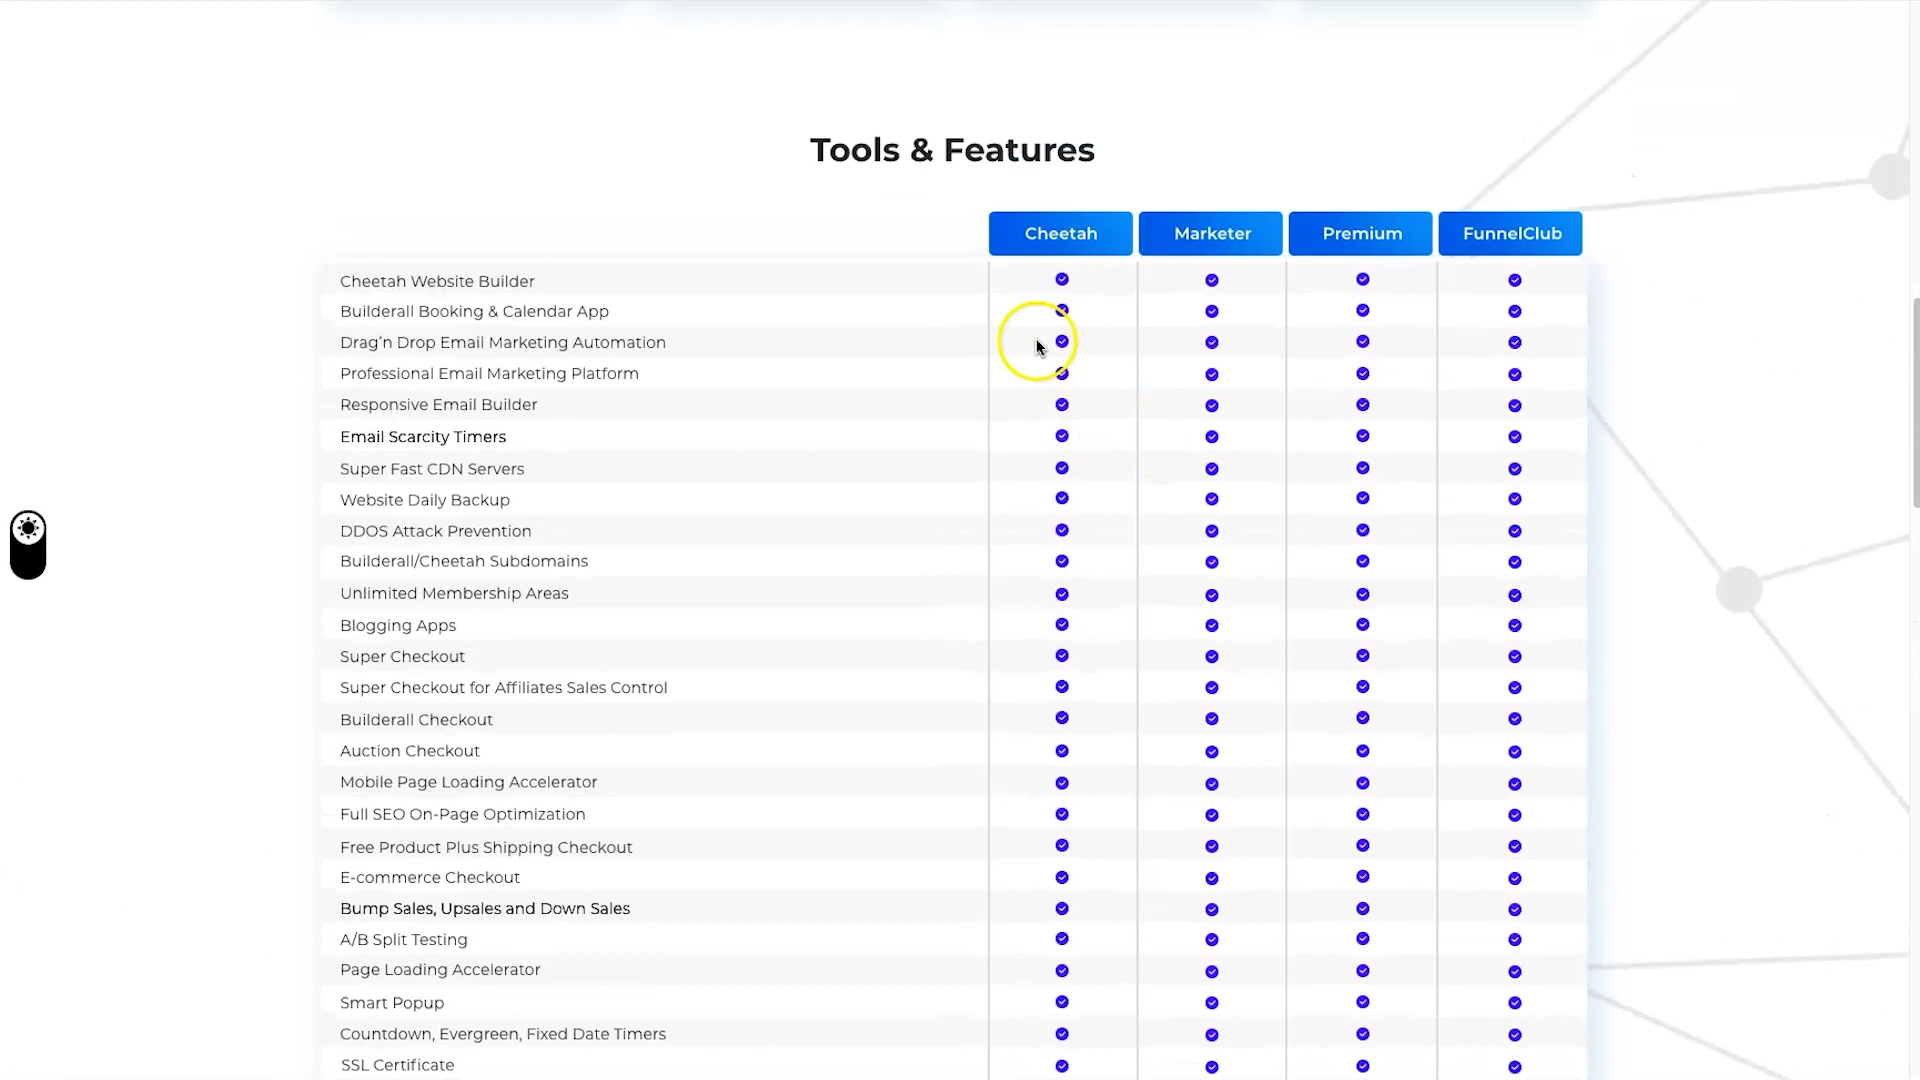 Tools & Features
Cheetah Marketer Premium FunnelClub
Cheetah Website Builder
Builderall Booking & Calendar App
Drag'n Drop Email Marketing Automation
Professional Email Marketing Platform
Responsive Email Builder
Email Scarcity Timers
Super Fast CDN Servers
Website Daily Backup
DDOS Attack Prevention
Builderall/Cheetah Subdomains
Unlimited Membership Areas
Blogging Apps
Super Checkout
Super Checkout for Affiliates Sales Control
Builderall Checkout
Auction Checkout
Mobile Page Loading Accelerator
Full SEO On-Page Optimization
Free Product Plus Shipping Checkout
E-commerce Checkout
Bump Sales, Upsales and Down Sales
A/B Split Testing
Page Loading Accelerator
Smart Popup
Countdown, Evergreen, Fixed Date Timers
SSL Certificate